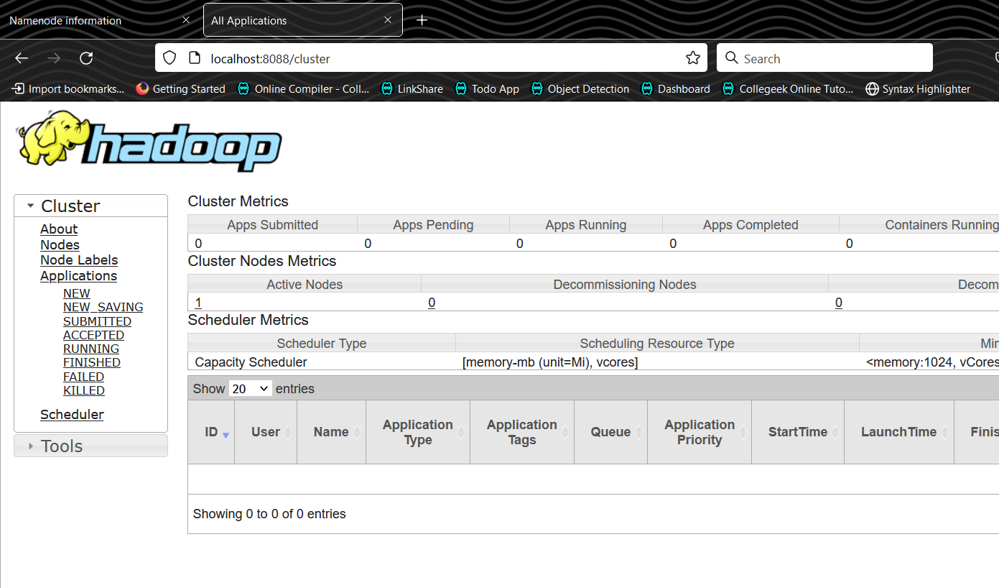 Namenode information
All Applications
localhost:8088/cluster
Search
Import bookmarks... Getting Started Online Compiler - Coll... LinkShare Todo App Object Detection Dashboard Collegeek Online Tuto... Syntax Highlighter
hadoop
Cluster
About
Nodes
Node Labels
Applications
NEW
NEW_SAVING
SUBMITTED
ACCEPTED
RUNNING
FINISHED
FAILED
KILLED
Scheduler
Tools
Cluster Metrics
Apps Submitted Apps Pending Apps Running Apps Completed Containers Running
0 0 0 0 0
Cluster Nodes Metrics
Active Nodes Decommissioning Nodes Decom
1 0 0
Scheduler Metrics
Scheduler Type Scheduling Resource Type Mir
Capacity Scheduler [memory-mb (unit=Mi), vcores] <memory:1024, vCores
Show 20 entries
ID User Name Application Type Application Tags Queue Application Priority StartTime LaunchTime Finis
Showing 0 to 0 of 0 entries